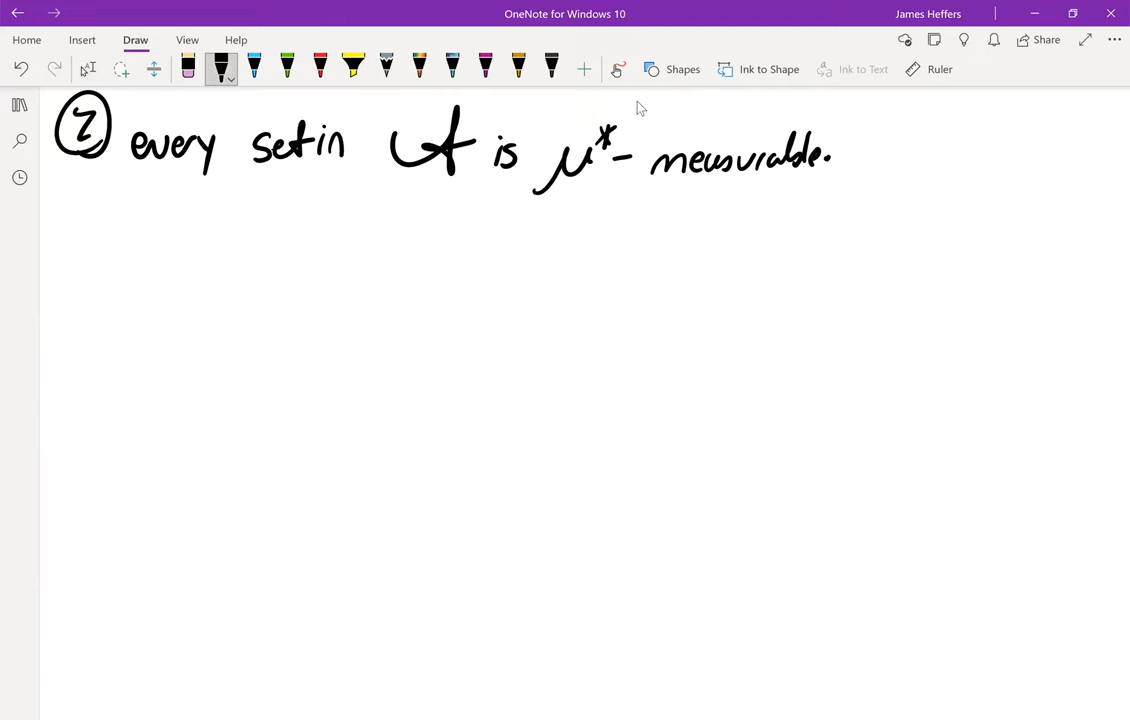 OneNote for Windows 10
James Heffers
Home Insert Draw View Help
Share
Shapes Ink to Shape Ink to Text Ruler
② every set in 𝒜 is μ*- measurable.